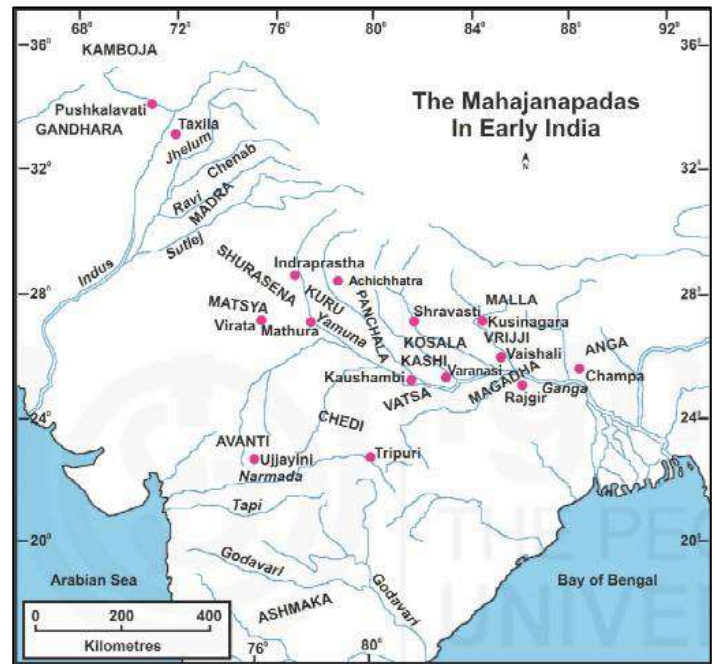 68° 72° 76° 80° 84° 88° 92°
36° 36°
KAMBOJA
The Mahajanapadas
In Early India
N
Pushkalavati
GANDHARA
Taxila
Jhelum
Chenab
32° 32°
Ravi
MADRA
Sutlej
Indus
Indraprastha
Achichhatra
SHURASENA
KURU
PANCHALA
28° 28°
MATSYA
Virata
Mathura
Yamuna
Shravasti
MALLA
Kusinagara
KOSALA
VRIJJI
Vaishali
ANGA
KASHI
Varanasi
Champa
Kaushambi
VATSA
MAGADHA
Ganga
Rajgir
24° 24°
CHEDI
AVANTI
Ujjayini
Tripuri
Narmada
Tapi
20° 20°
Godavari
Godavari
Arabian Sea
Bay of Bengal
ASHMAKA
0 200 400
Kilometres
76° 80°
THE PEO
UNIVER